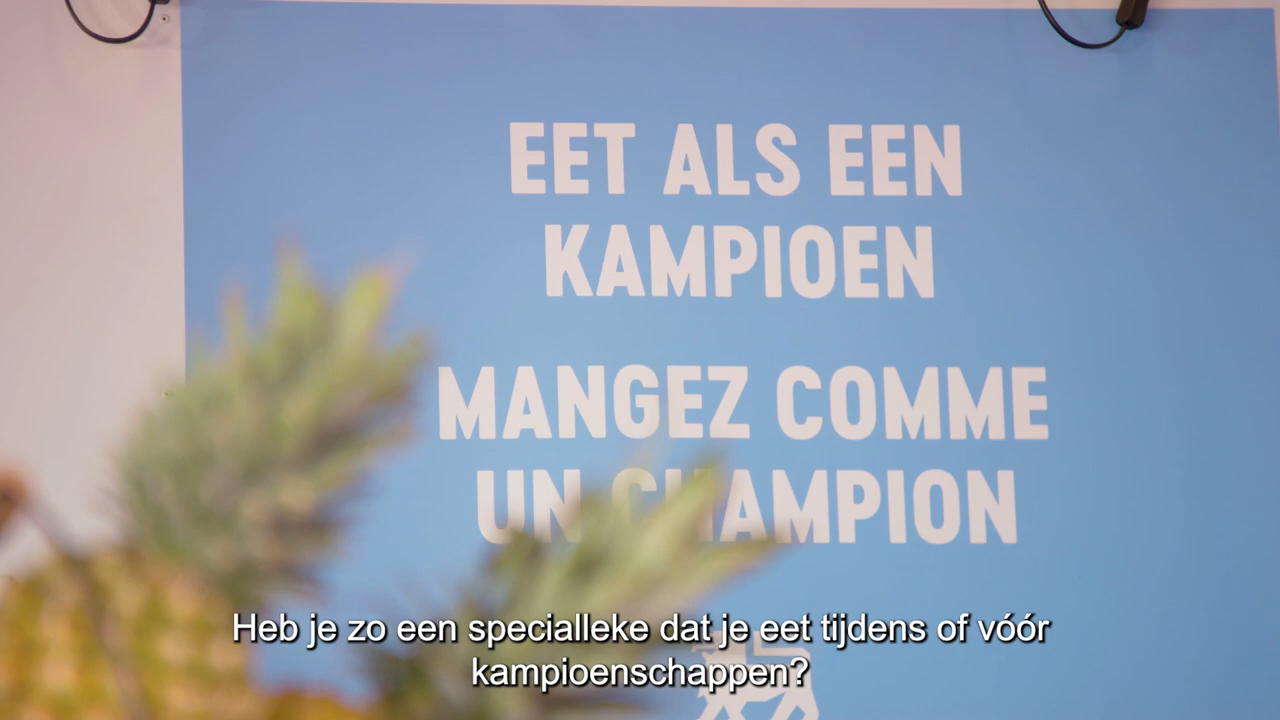 EET ALS EEN
KAMPIOEN
MANGEZ COMME
UN CHAMPION
Heb je zo een specialleke dat je eet tijdens of vóór
kampioenschappen?